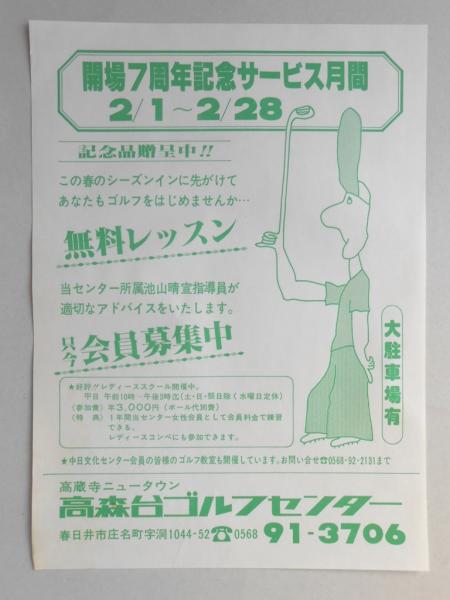 開場7周年記念サービス月間
2/1～2/28
記念品贈呈中!!
この春のシーズンインに先がけて
あなたもゴルフをはじめませんか…
無料レッスン
当センター所属池山晴宣指導員が
適切なアドバイスをいたします。
只今会員募集中
大駐車場有
★好評!!レディーススクール開催中。
平日 午前10時〜午後3時迄(土・日・祭日除く水曜日定休)
(参加費) 半3,000円(ボール代別費)
(特 典) 1年間当センター女性会員として会員料金で練習
できる。
レディースコンペにも参加できます。
★中日文化センター会員の皆様のゴルフ教室も開催しています。お問い合せ☎0568-92-2131まで
高蔵寺ニュータウン
高森台ゴルフセンター
春日井市庄名町字洞1044-52☎0568 91-3706